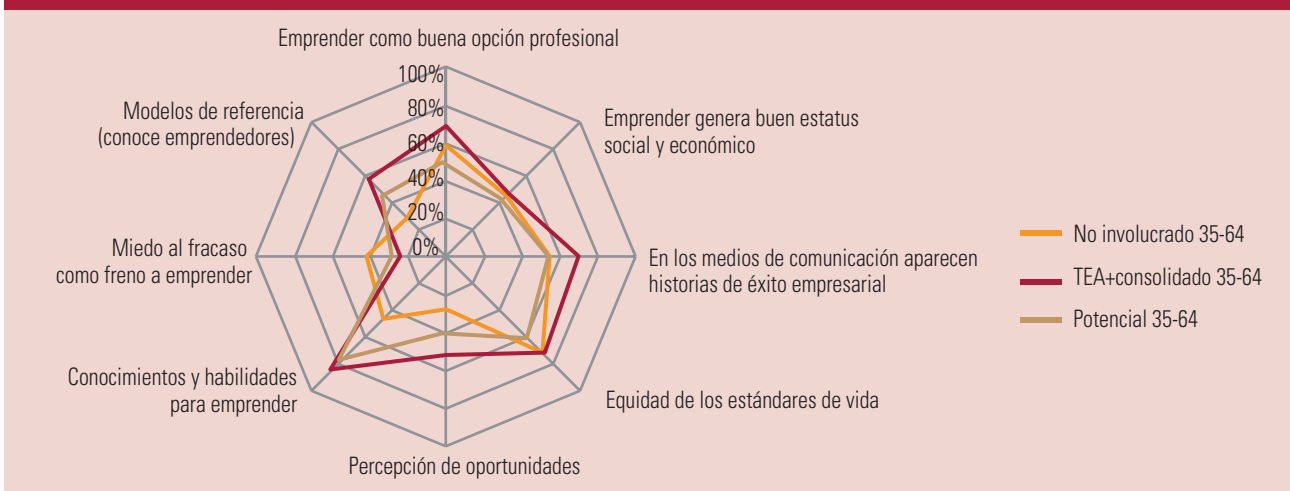 Emprender como buena opción profesional
100%
80%
60%
40%
20%
0%
Modelos de referencia
(conoce emprendedores)
Emprender genera buen estatus
social y económico
Miedo al fracaso
como freno a emprender
En los medios de comunicación aparecen
historias de éxito empresarial
Conocimientos y habilidades
para emprender
Equidad de los estándares de vida
Percepción de oportunidades
No involucrado 35-64
TEA+consolidado 35-64
Potencial 35-64